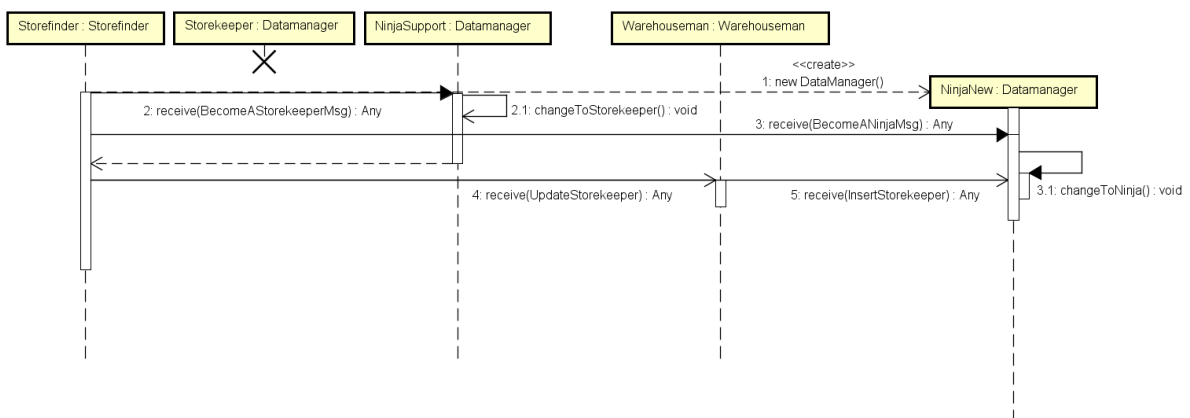 Storefinder : Storefinder
Storekeeper : Datamanager
NinjaSupport : Datamanager
Warehouseman : Warehouseman
<<create>>
1: new DataManager()
NinjaNew : Datamanager
2: receive(BecomeAStorekeeperMsg) : Any
2.1: changeToStorekeeper() : void
3: receive(BecomeANinjaMsg) : Any
4: receive(UpdateStorekeeper) : Any
5: receive(InsertStorekeeper) : Any
3.1: changeToNinja() : void